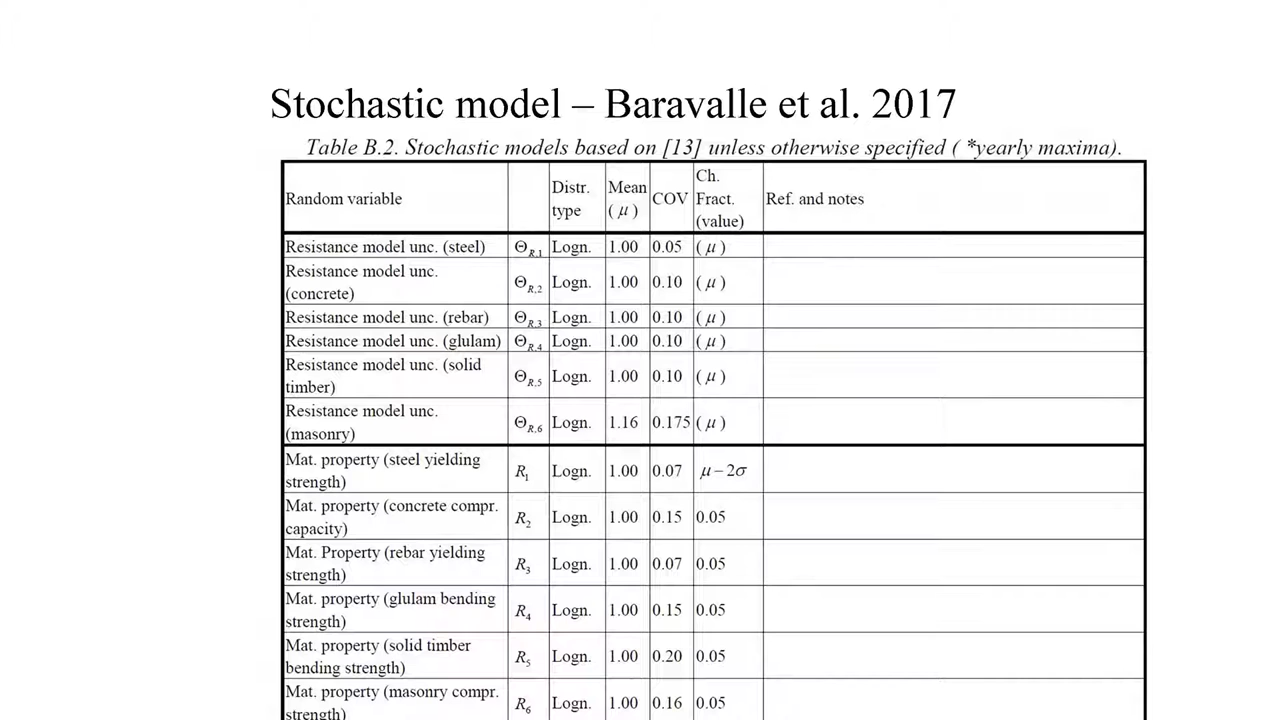 Stochastic model – Baravalle et al. 2017
Table B.2. Stochastic models based on [13] unless otherwise specified ( *yearly maxima).
Random variable Distr. type Mean ( μ ) COV Ch. Fract. (value) Ref. and notes
Resistance model unc. (steel) Θ_R,1 Logn. 1.00 0.05 ( μ )
Resistance model unc. (concrete) Θ_R,2 Logn. 1.00 0.10 ( μ )
Resistance model unc. (rebar) Θ_R,3 Logn. 1.00 0.10 ( μ )
Resistance model unc. (glulam) Θ_R,4 Logn. 1.00 0.10 ( μ )
Resistance model unc. (solid timber) Θ_R,5 Logn. 1.00 0.10 ( μ )
Resistance model unc. (masonry) Θ_R,6 Logn. 1.16 0.175 ( μ )
Mat. property (steel yielding strength) R_1 Logn. 1.00 0.07 μ − 2σ
Mat. property (concrete compr. capacity) R_2 Logn. 1.00 0.15 0.05
Mat. Property (rebar yielding strength) R_3 Logn. 1.00 0.07 0.05
Mat. property (glulam bending strength) R_4 Logn. 1.00 0.15 0.05
Mat. property (solid timber bending strength) R_5 Logn. 1.00 0.20 0.05
Mat. property (masonry compr. strength) R_6 Logn. 1.00 0.16 0.05